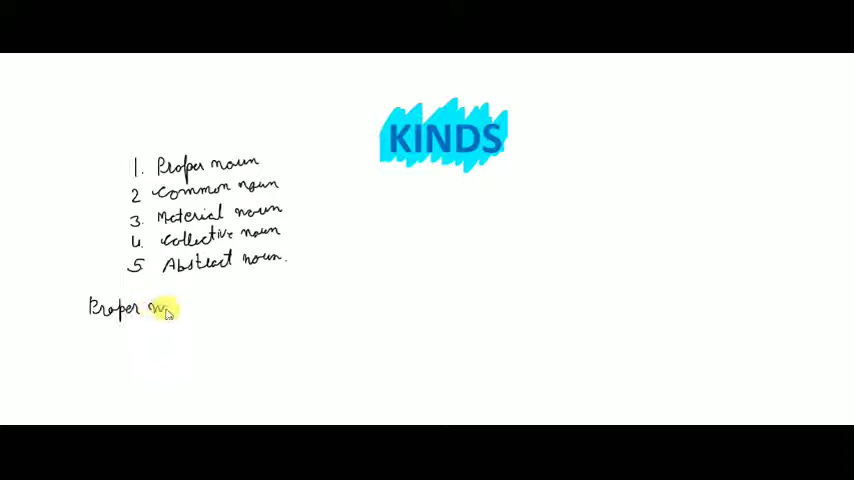 KINDS
1. Proper noun
2 Common noun
3. Material noun
4. Collective noun
5 Abstract noun.
Proper